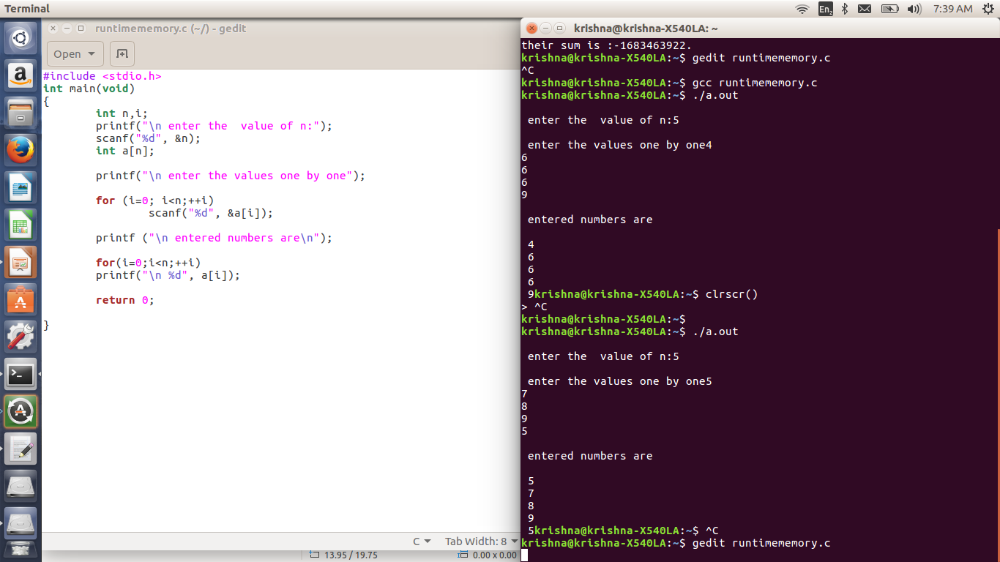 Terminal
En2
7:39 AM
runtimememory.c (~/) - gedit
Open
#include <stdio.h>
int main(void)
{
int n,i;
printf("\n enter the  value of n:");
scanf("%d", &n);
int a[n];
printf("\n enter the values one by one");
for (i=0; i<n;++i)
scanf("%d", &a[i]);
printf ("\n entered numbers are\n");
for(i=0;i<n;++i)
printf("\n %d", a[i]);
return 0;
}
C
Tab Width: 8
13.95 / 19.75
0.00 x 0.00
krishna@krishna-X540LA: ~
their sum is :-1683463922.
krishna@krishna-X540LA:~$ gedit runtimememory.c
^C
krishna@krishna-X540LA:~$ gcc runtimememory.c
krishna@krishna-X540LA:~$ ./a.out
enter the  value of n:5
enter the values one by one4
6
6
6
9
entered numbers are
4
6
6
6
9krishna@krishna-X540LA:~$ clrscr()
> ^C
krishna@krishna-X540LA:~$
krishna@krishna-X540LA:~$ ./a.out
enter the  value of n:5
enter the values one by one5
7
8
9
5
entered numbers are
5
7
8
9
5krishna@krishna-X540LA:~$ ^C
krishna@krishna-X540LA:~$ gedit runtimememory.c